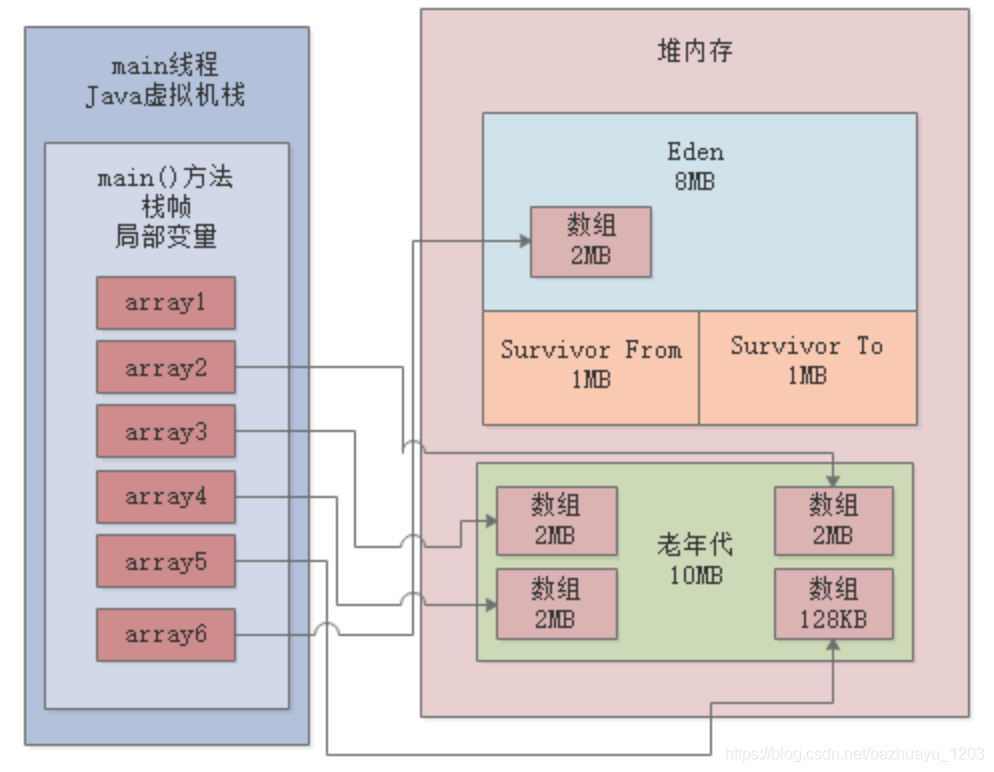 main线程
Java虚拟机栈
main()方法
栈帧
局部变量
array1
array2
array3
array4
array5
array6
堆内存
Eden
8MB
数组
2MB
Survivor From
1MB
Survivor To
1MB
数组
2MB
数组
2MB
老年代
10MB
数组
2MB
数组
128KB
https://blog.csdn.net/bazhuayu_1203